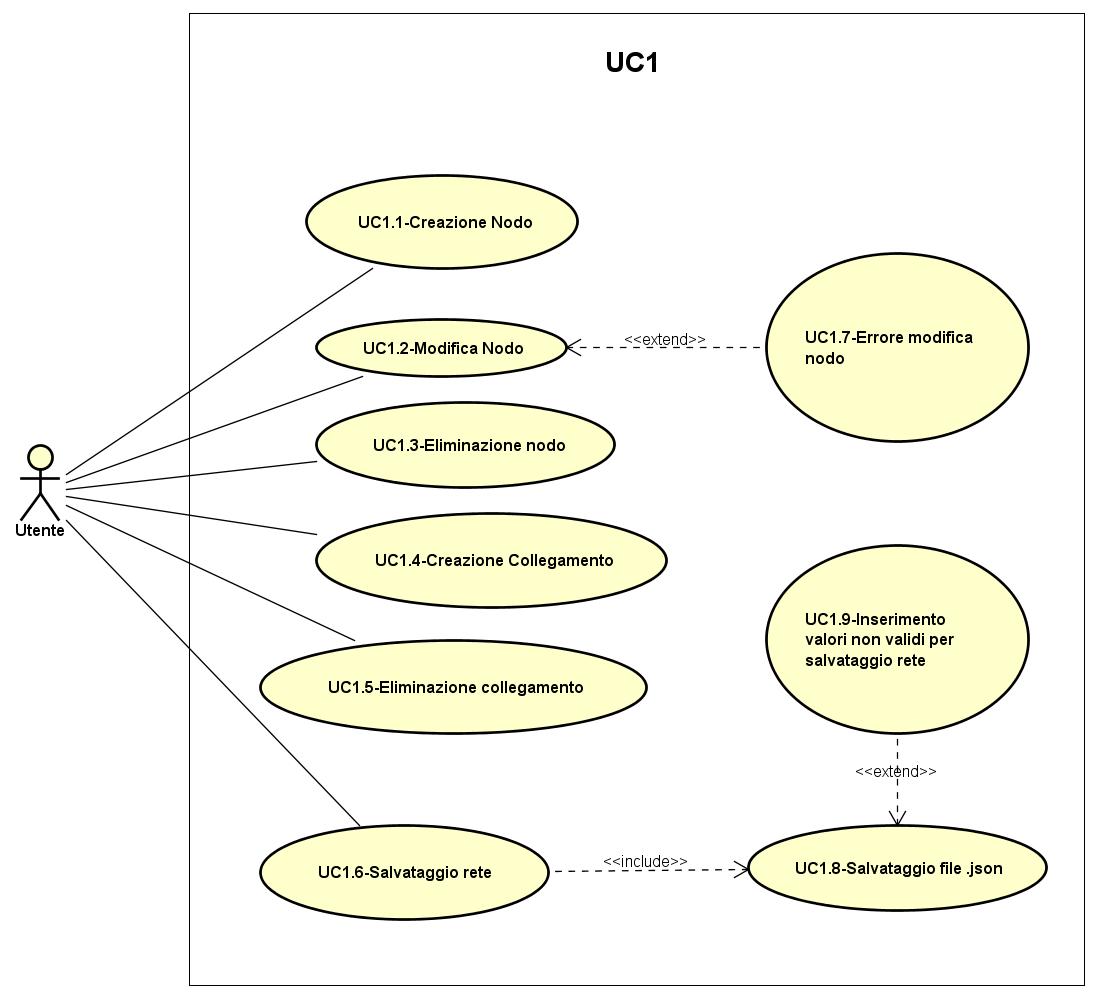 UC1
UC1.1-Creazione Nodo
UC1.2-Modifica Nodo
<<extend>>
UC1.7-Errore modifica
nodo
UC1.3-Eliminazione nodo
Utente
UC1.4-Creazione Collegamento
UC1.9-Inserimento
valori non validi per
salvataggio rete
UC1.5-Eliminazione collegamento
<<extend>>
UC1.6-Salvataggio rete
<<include>>
UC1.8-Salvataggio file .json